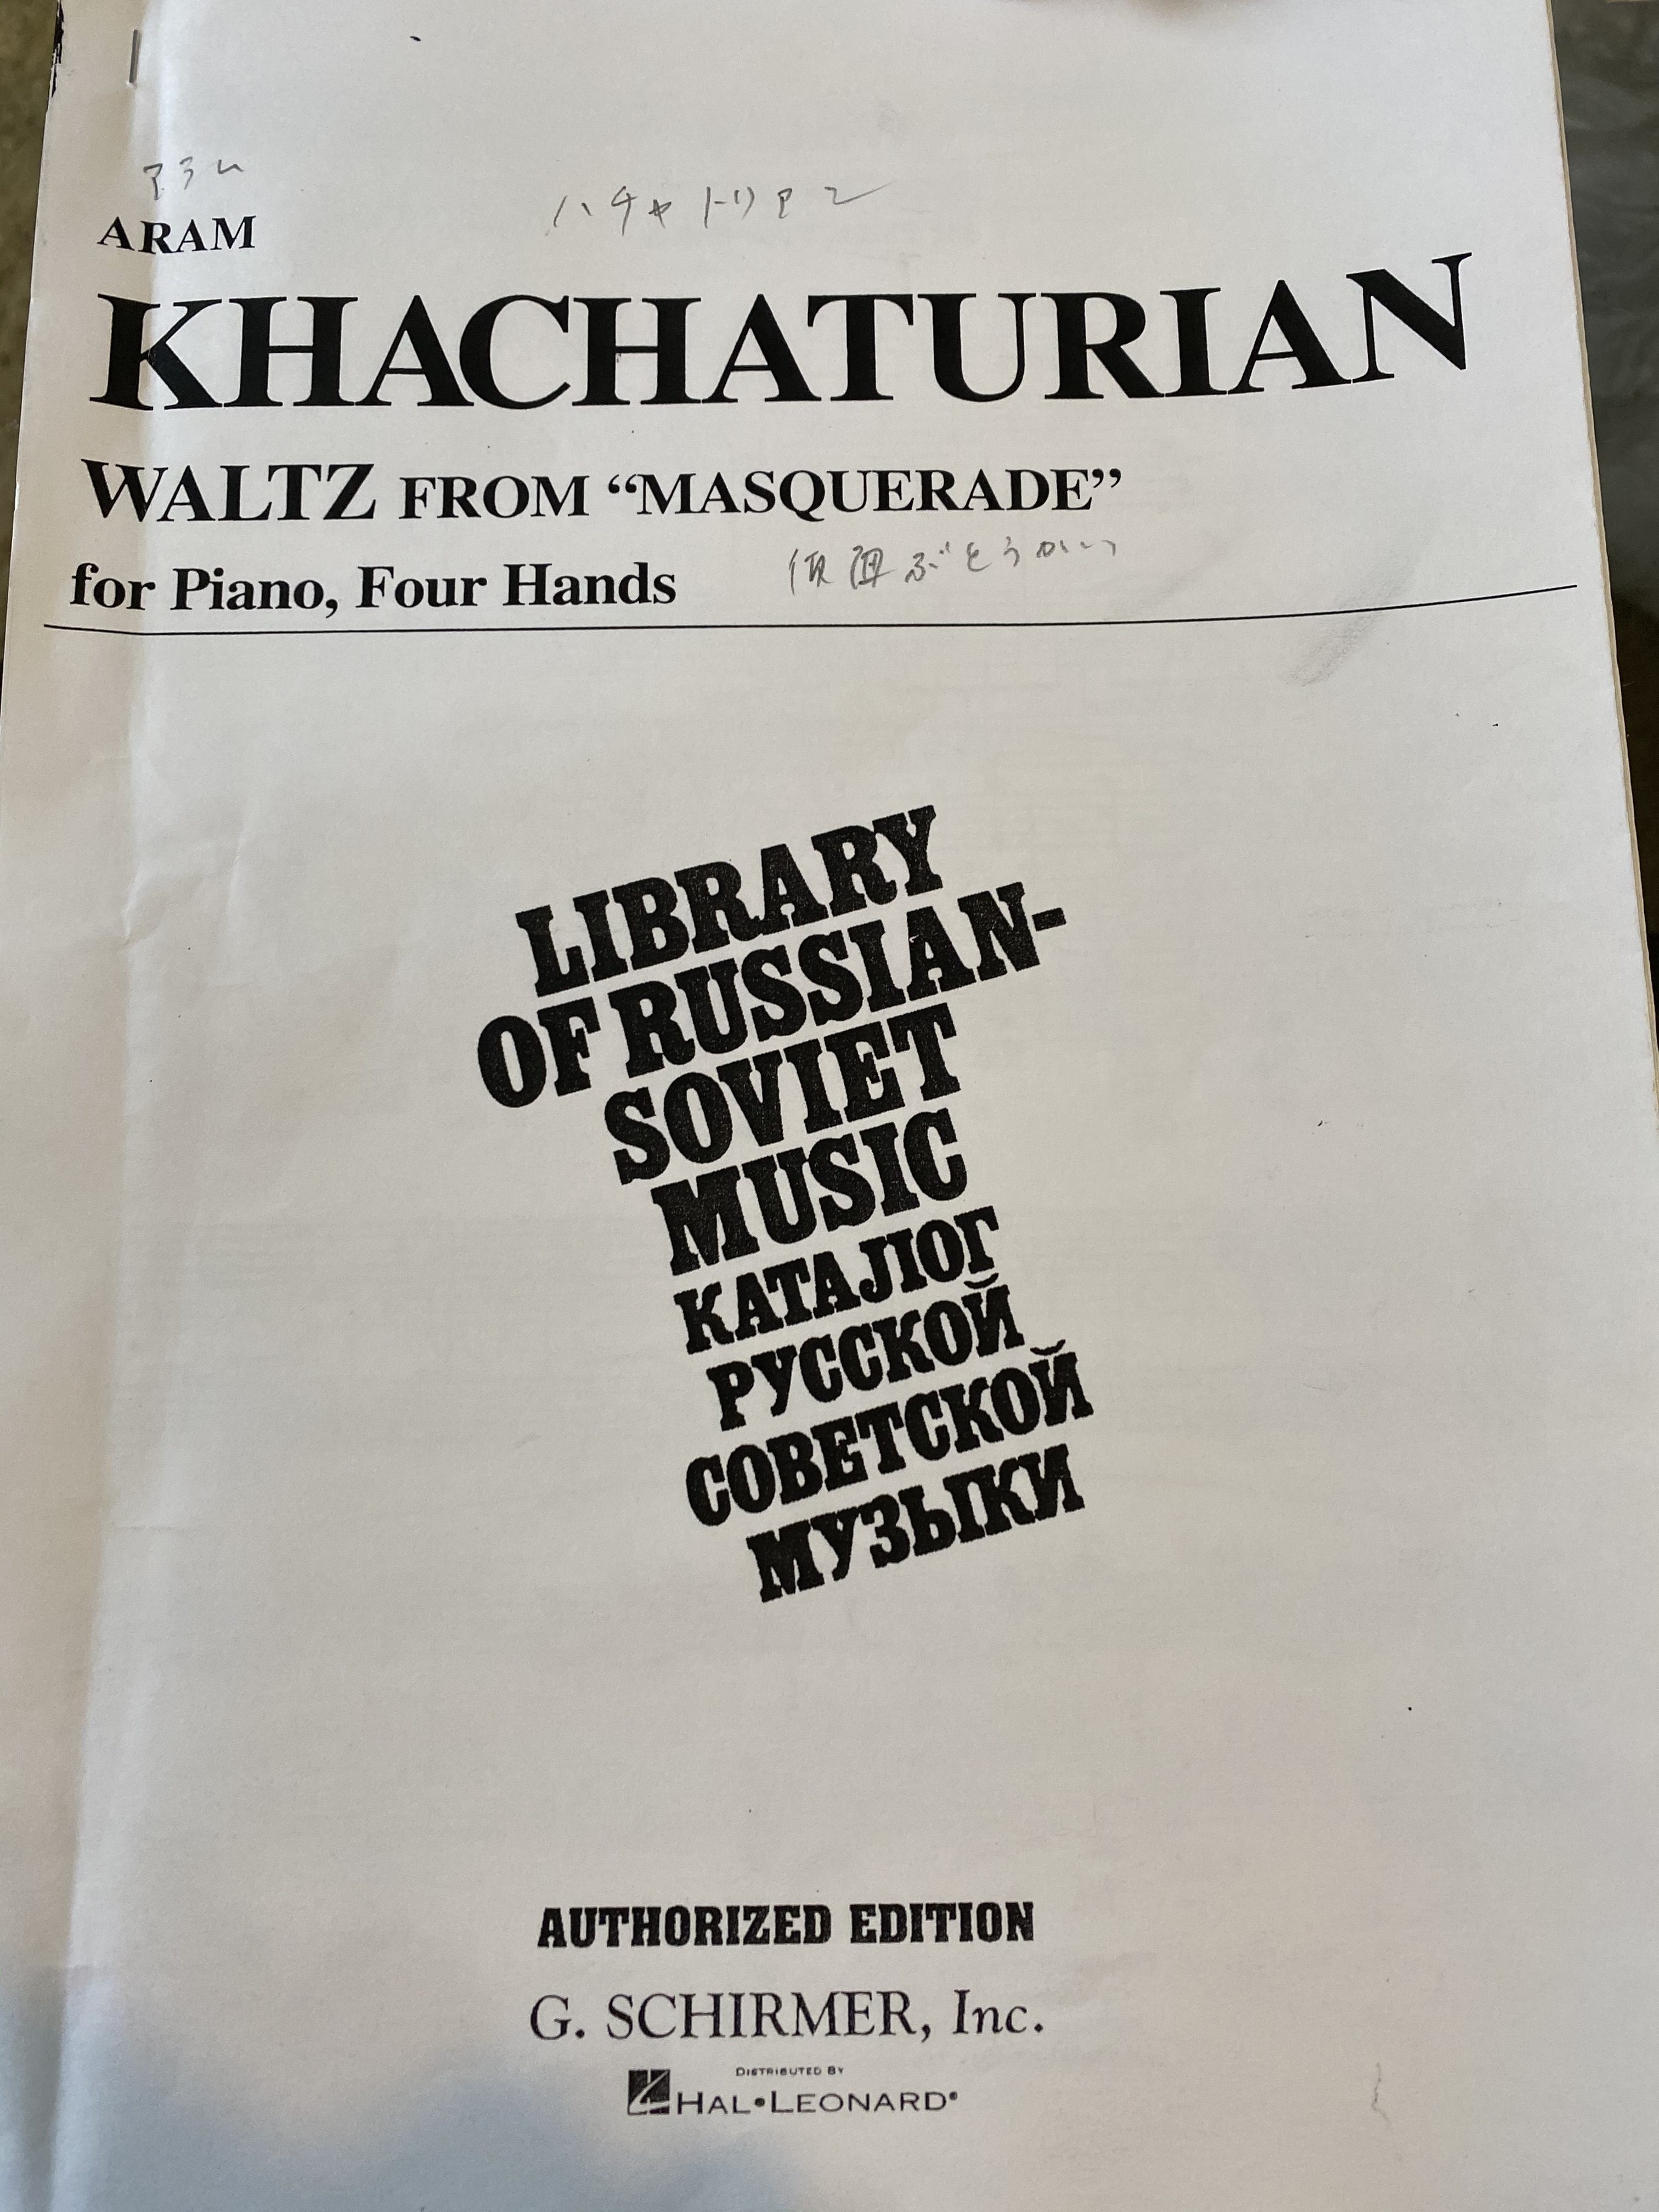 アラム
ハチャトリアン
ARAM
KHACHATURIAN
WALTZ FROM “MASQUERADE”
仮面ぶとうかい
for Piano, Four Hands
LIBRARY
OF RUSSIAN-
SOVIET
MUSIC
КАТАЛОГ
РУССКОЙ
СОВЕТСКОЙ
МУЗЫКИ
AUTHORIZED EDITION
G. SCHIRMER, Inc.
DISTRIBUTED BY
HAL•LEONARD®